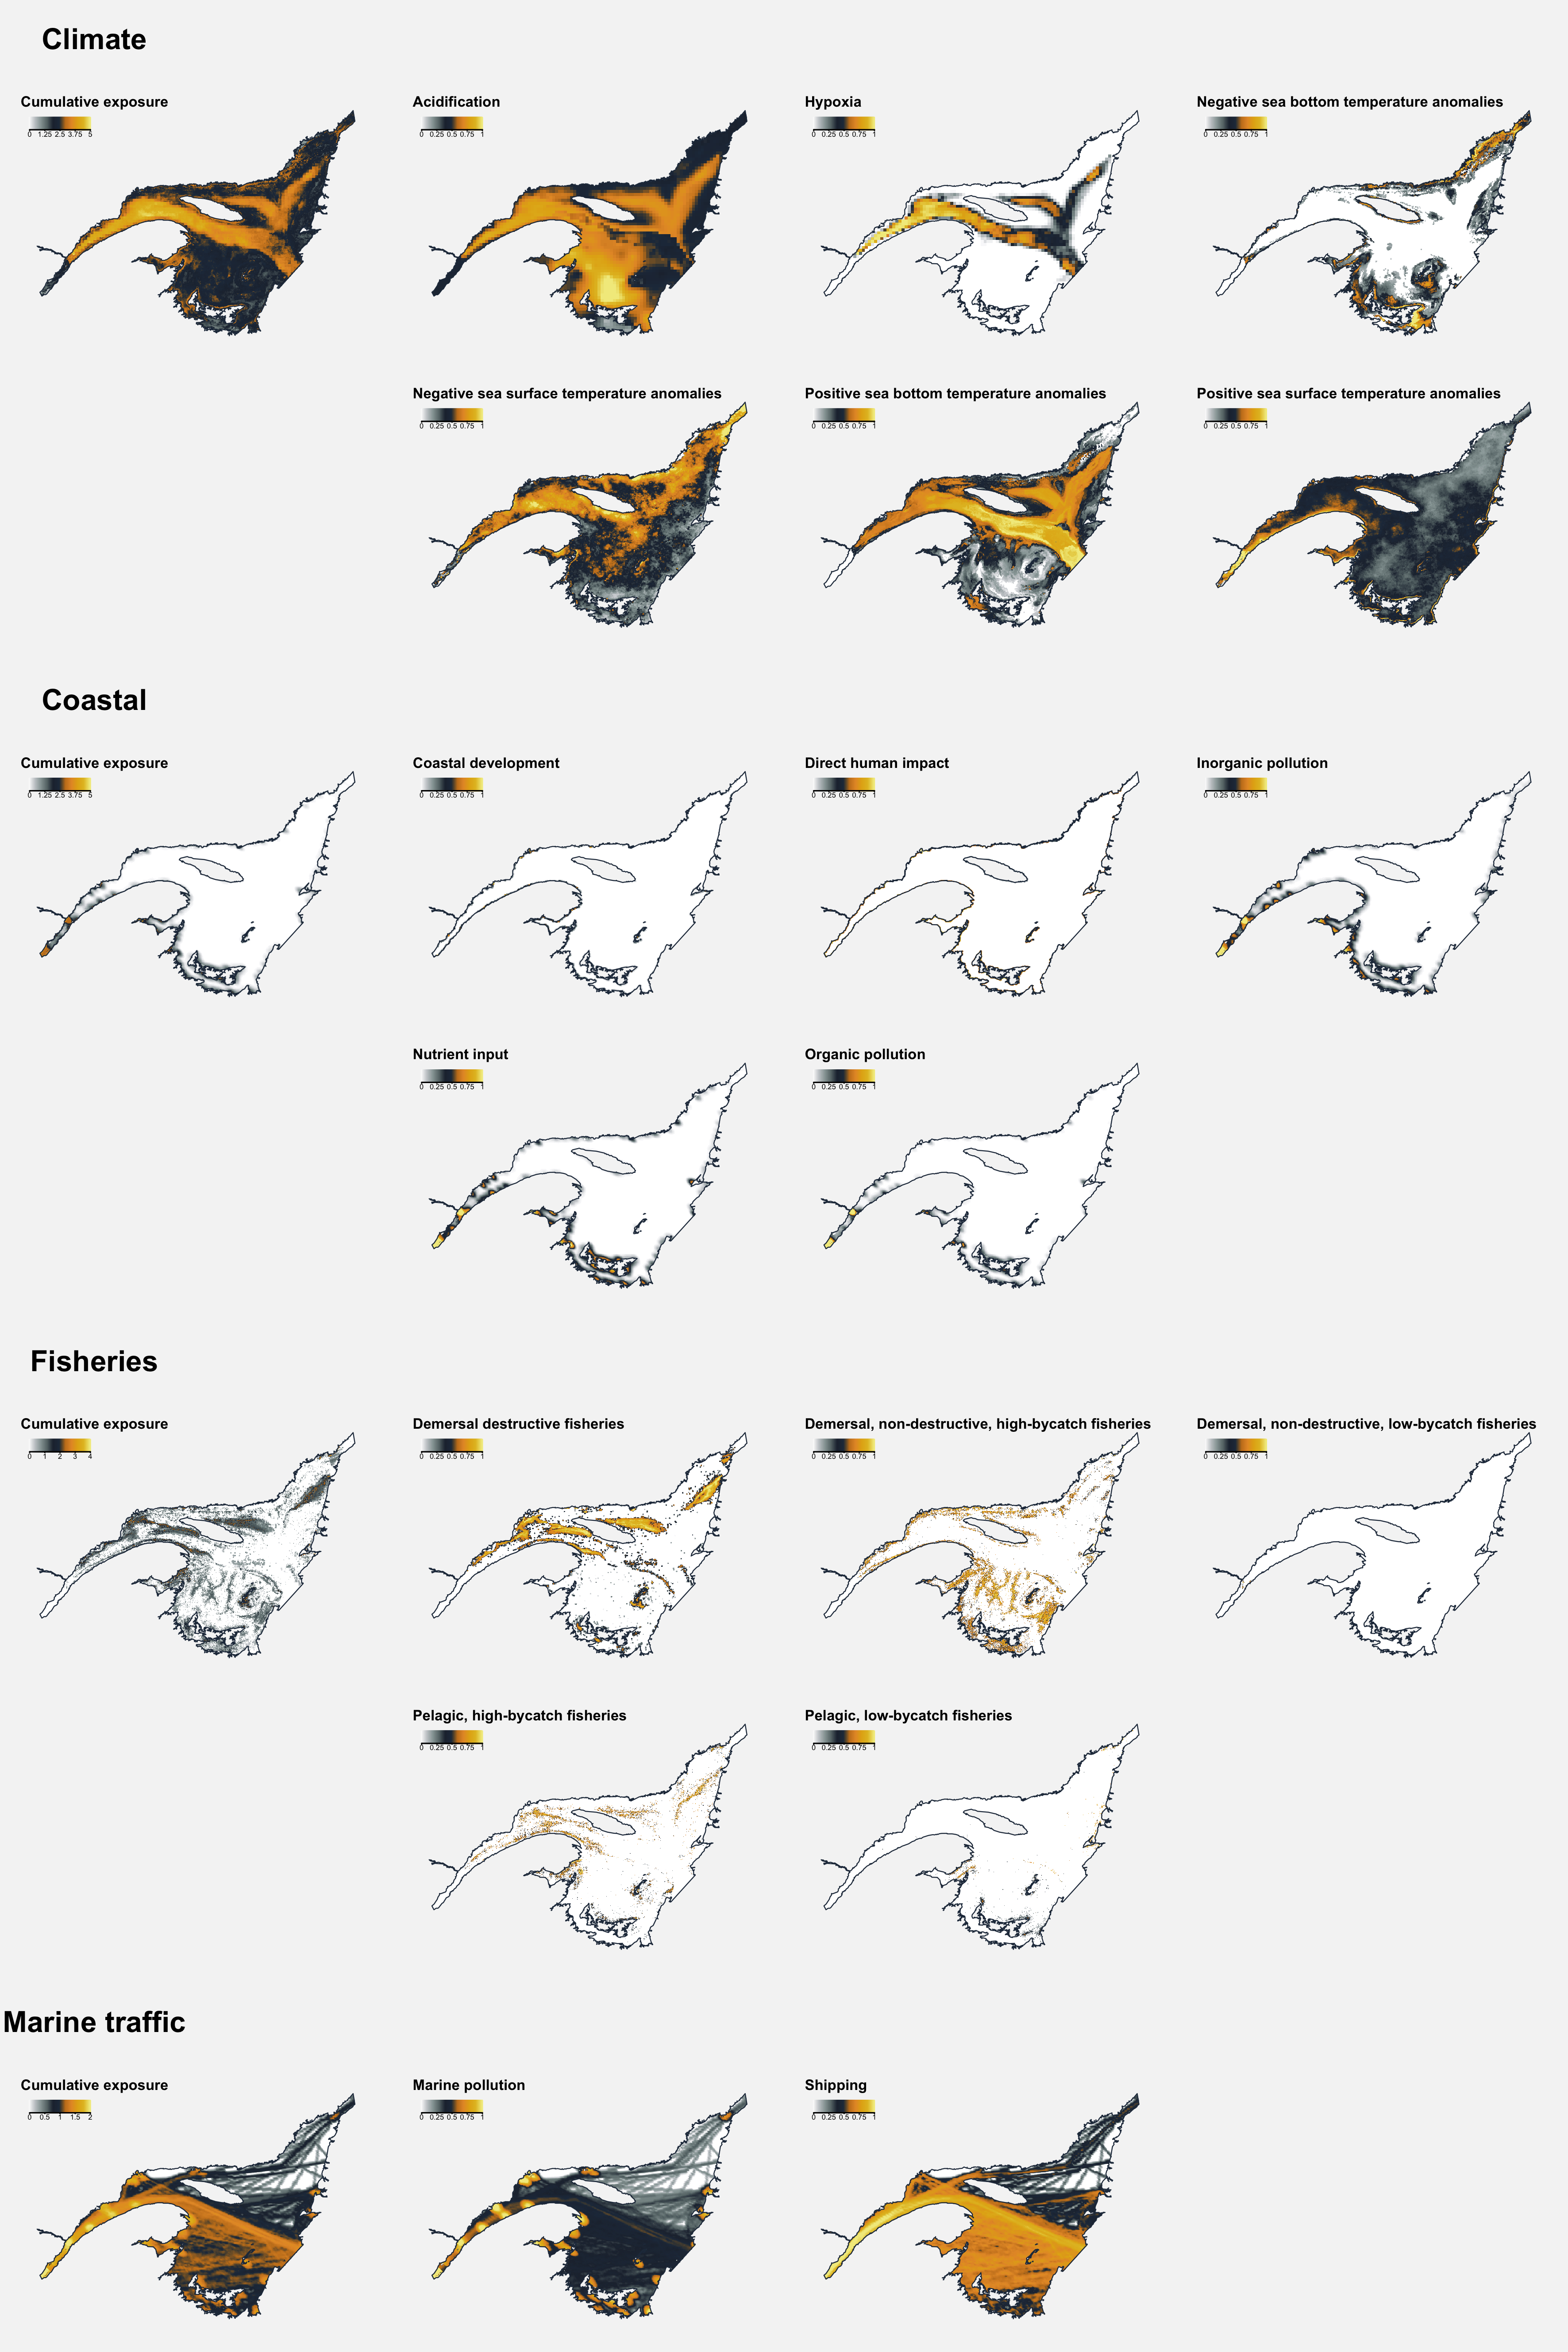 Climate
Cumulative exposure
0 1.25 2.5 3.75 5
Acidification
0 0.25 0.5 0.75 1
Hypoxia
0 0.25 0.5 0.75 1
Negative sea bottom temperature anomalies
0 0.25 0.5 0.75 1
Negative sea surface temperature anomalies
0 0.25 0.5 0.75 1
Positive sea bottom temperature anomalies
0 0.25 0.5 0.75 1
Positive sea surface temperature anomalies
0 0.25 0.5 0.75 1
Coastal
Cumulative exposure
0 1.25 2.5 3.75 5
Coastal development
0 0.25 0.5 0.75 1
Direct human impact
0 0.25 0.5 0.75 1
Inorganic pollution
0 0.25 0.5 0.75 1
Nutrient input
0 0.25 0.5 0.75 1
Organic pollution
0 0.25 0.5 0.75 1
Fisheries
Cumulative exposure
0 1 2 3 4
Demersal destructive fisheries
0 0.25 0.5 0.75 1
Demersal, non-destructive, high-bycatch fisheries
0 0.25 0.5 0.75 1
Demersal, non-destructive, low-bycatch fisheries
0 0.25 0.5 0.75 1
Pelagic, high-bycatch fisheries
0 0.25 0.5 0.75 1
Pelagic, low-bycatch fisheries
0 0.25 0.5 0.75 1
Marine traffic
Cumulative exposure
0 0.5 1 1.5 2
Marine pollution
0 0.25 0.5 0.75 1
Shipping
0 0.25 0.5 0.75 1